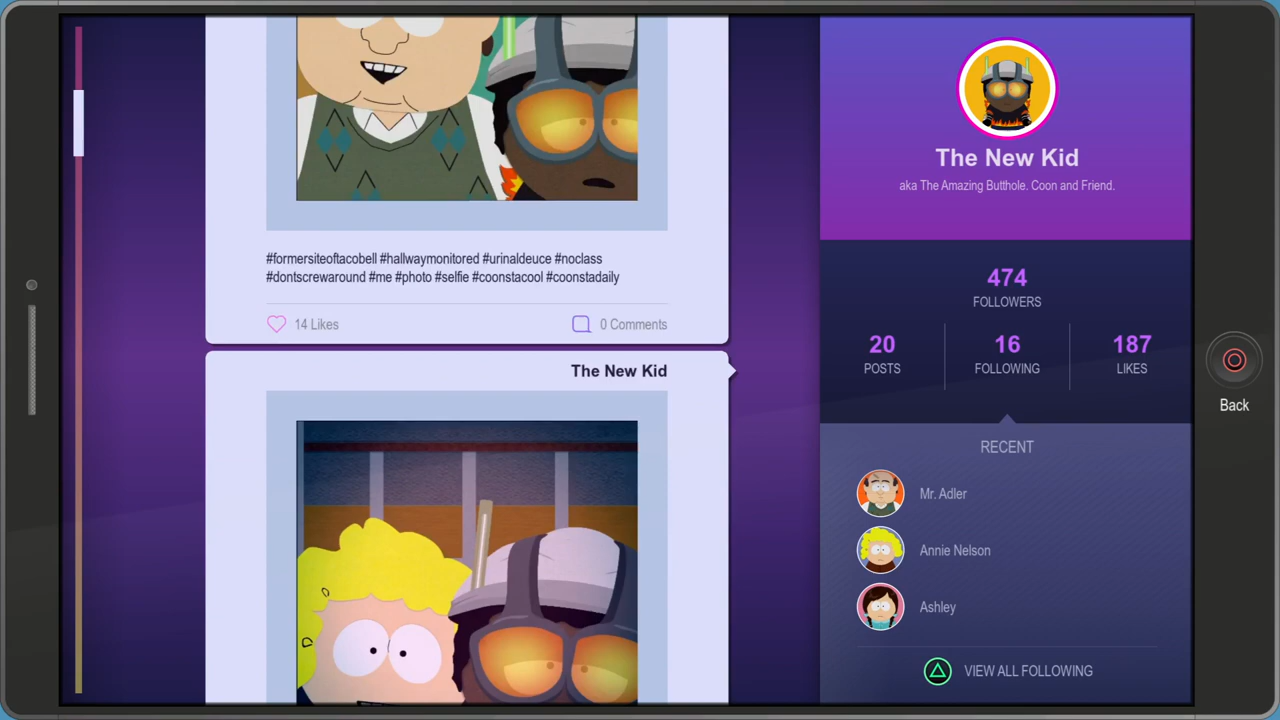 #formersiteoftacobell #hallwaymonitored #urinaldeuce #noclass
#dontscrewaround #me #photo #selfie #coonstacool #coonstadaily
14 Likes
0 Comments
The New Kid
The New Kid
aka The Amazing Butthole. Coon and Friend.
474
FOLLOWERS
20
POSTS
16
FOLLOWING
187
LIKES
RECENT
Mr. Adler
Annie Nelson
Ashley
VIEW ALL FOLLOWING
Back